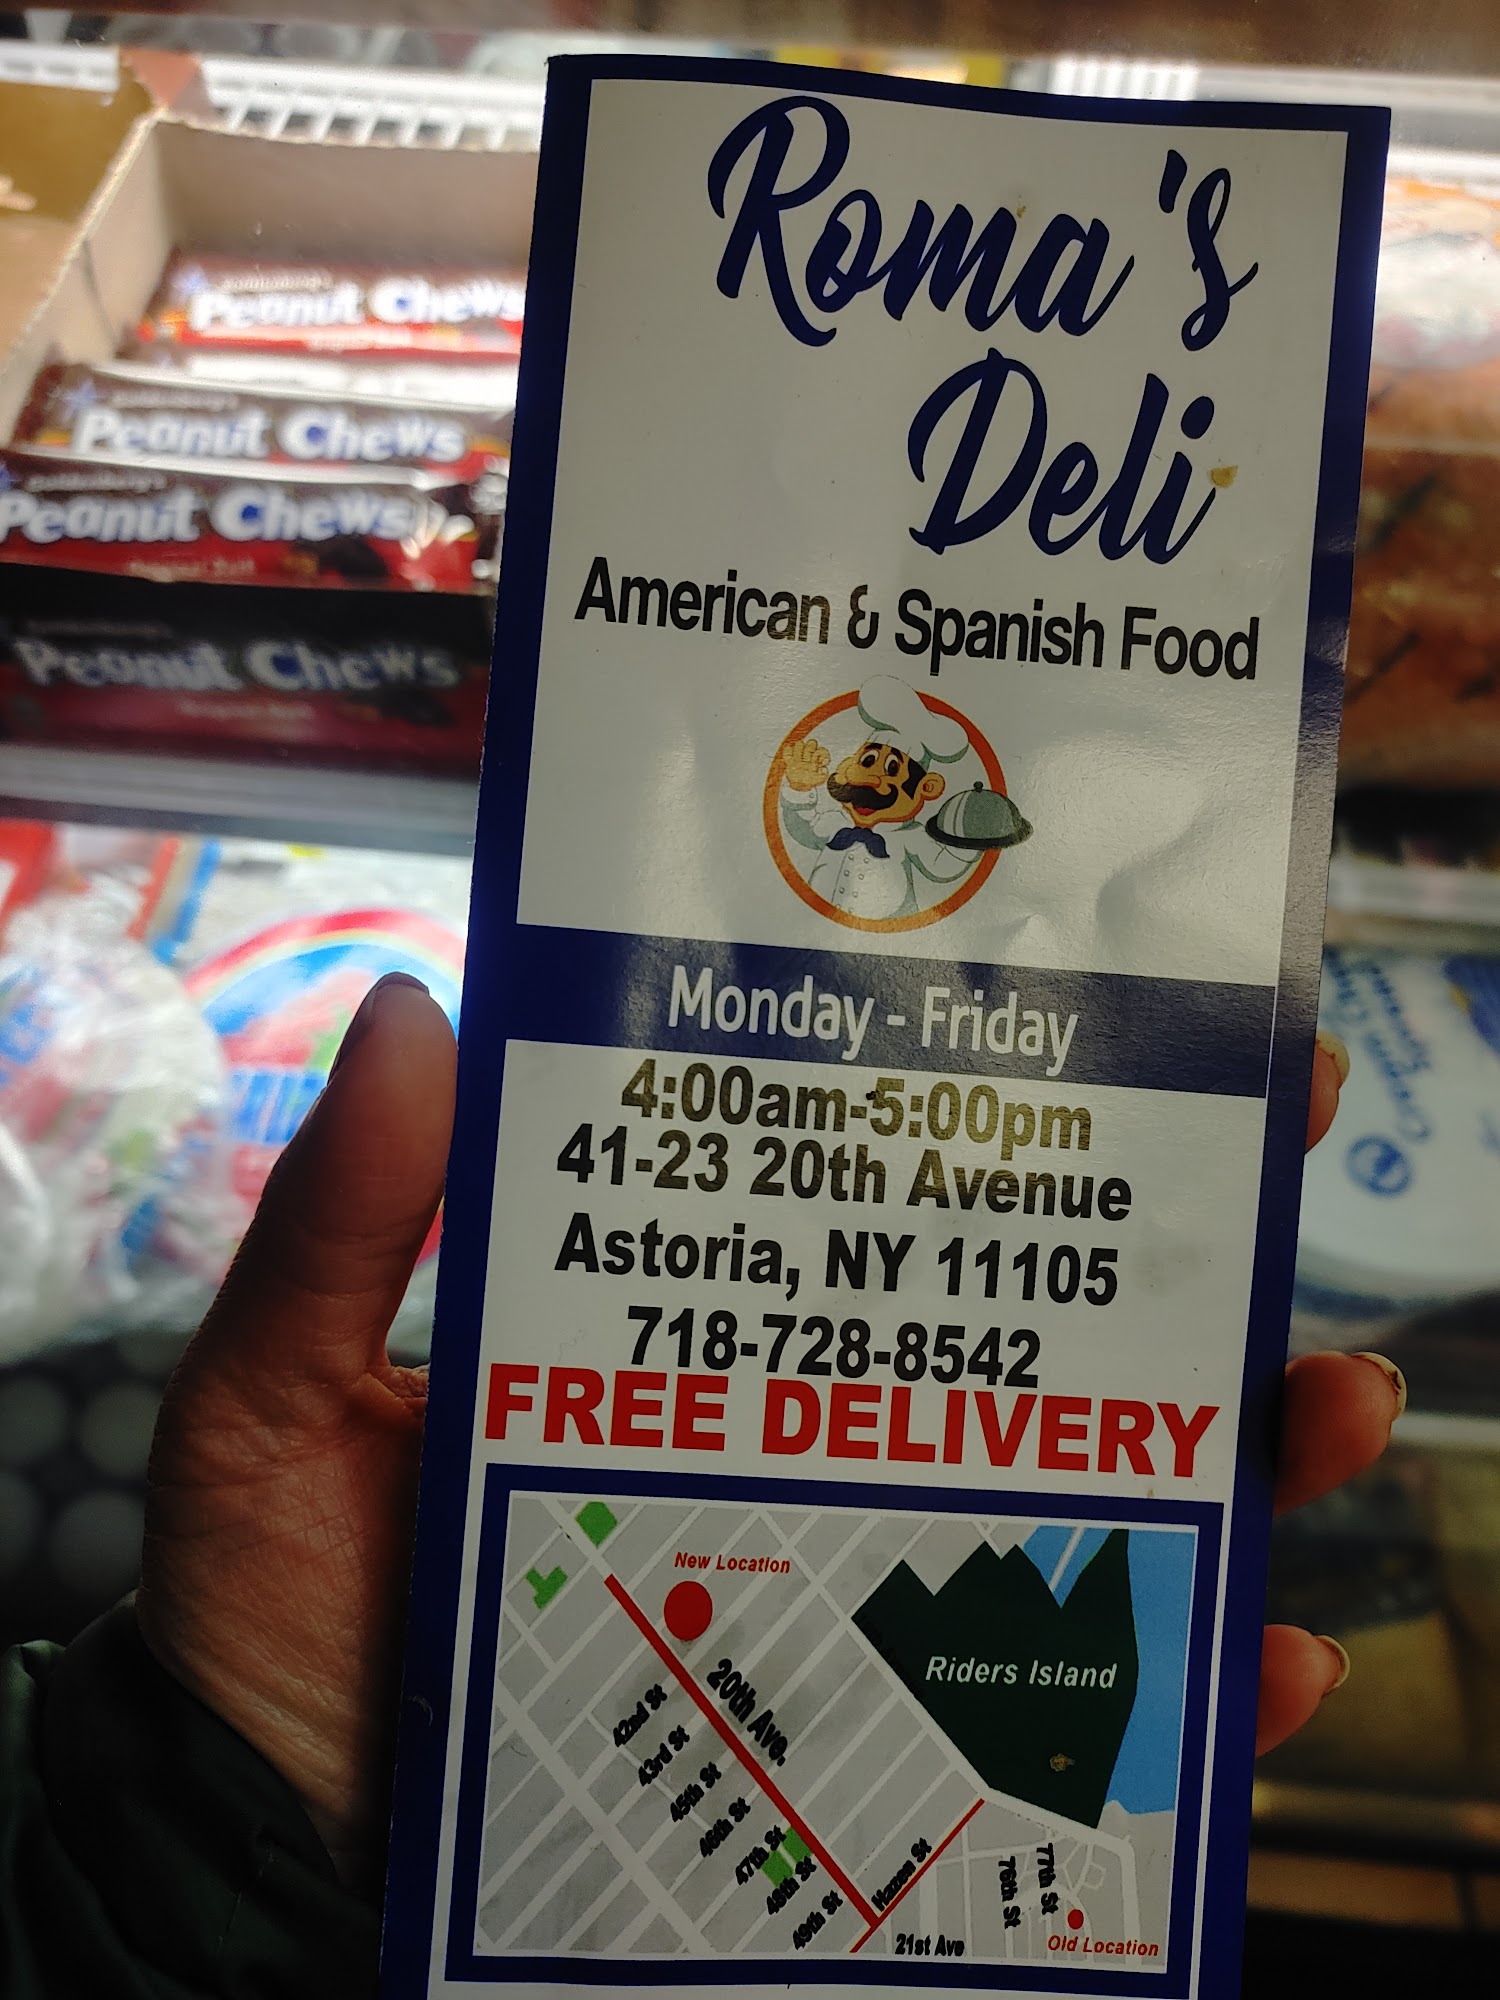 Roma's
Deli
American & Spanish Food
Monday - Friday
4:00am-5:00pm
41-23 20th Avenue
Astoria, NY 11105
718-728-8542
FREE DELIVERY
New Location
Riders Island
20th Ave.
42nd St
43rd St
45th St
46th St
47th St
48th St
49th St
Hazen St
21st Ave
76th St
77th St
Old Location
Peanut Chews
Peanut Chews
Peanut Chews
Peanut Chews